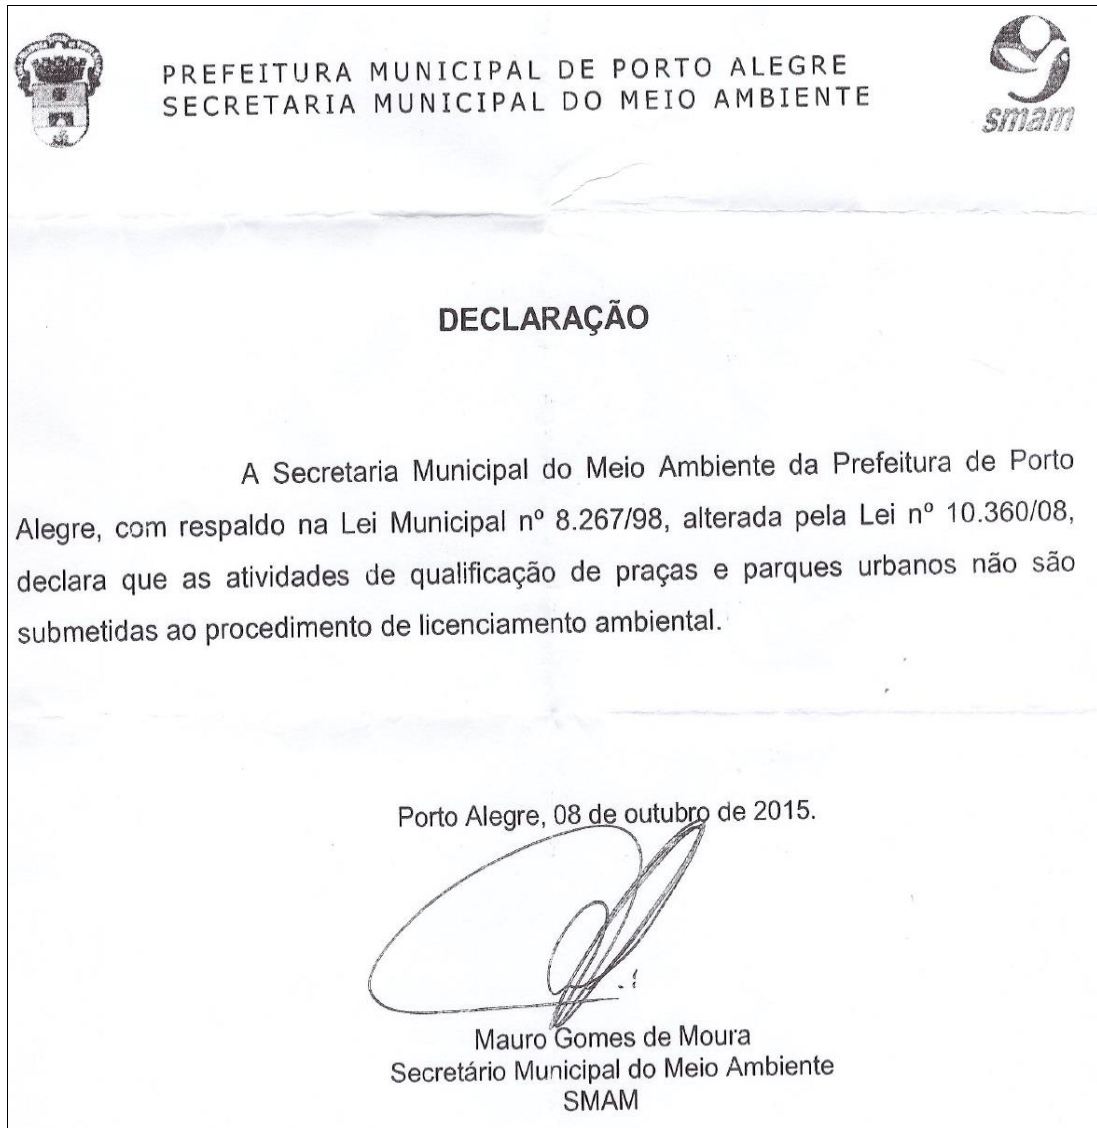 PREFEITURA MUNICIPAL DE PORTO ALEGRE
SECRETARIA MUNICIPAL DO MEIO AMBIENTE
smam
DECLARAÇÃO
A Secretaria Municipal do Meio Ambiente da Prefeitura de Porto
Alegre, com respaldo na Lei Municipal nº 8.267/98, alterada pela Lei nº 10.360/08,
declara que as atividades de qualificação de praças e parques urbanos não são
submetidas ao procedimento de licenciamento ambiental.
Porto Alegre, 08 de outubro de 2015.
Mauro Gomes de Moura
Secretário Municipal do Meio Ambiente
SMAM